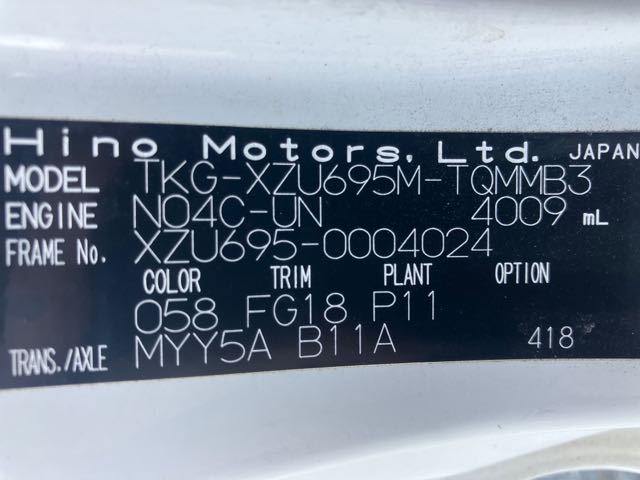 Hino Motors, Ltd. JAPAN
MODEL TKG-XZU695M-TQMMB3
ENGINE N04C-UN 4009 mL
FRAME No. XZU695-0004024
COLOR TRIM PLANT OPTION
058 FG18 P11
TRANS./AXLE MYY5A B11A 418